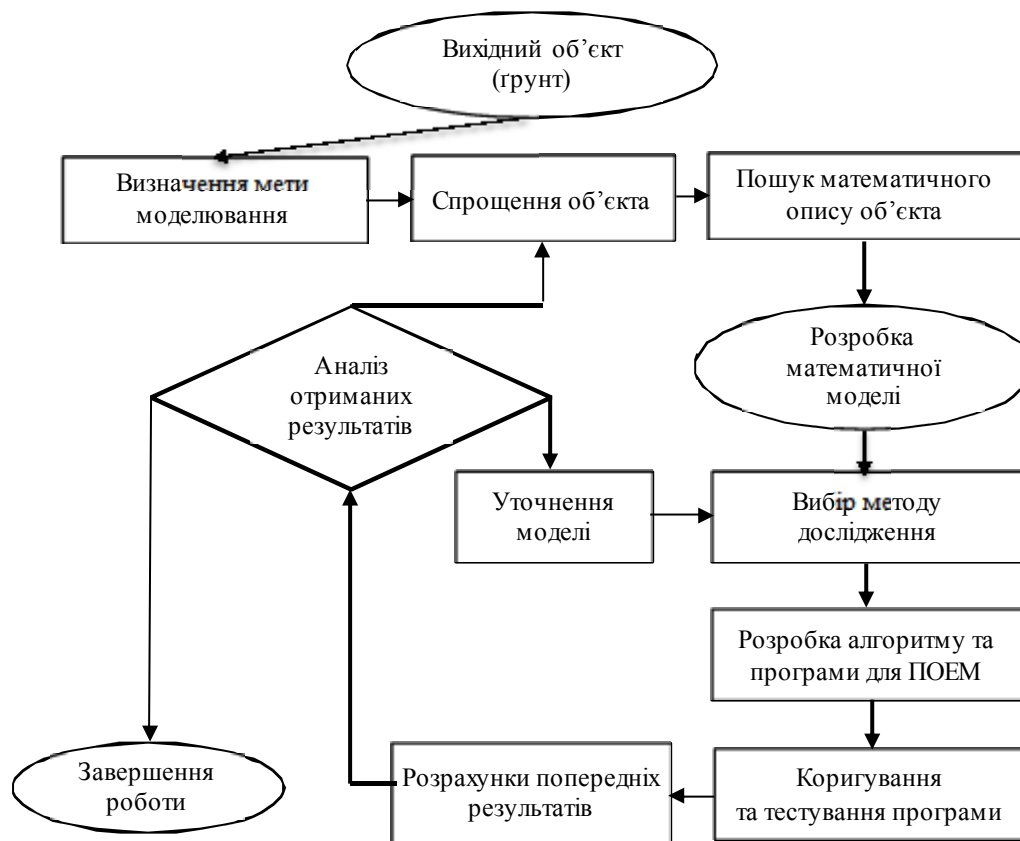 Вихідний об’єкт
(ґрунт)
Визначення мети
моделювання
Спрощення об’єкта
Пошук математичного
опису об’єкта
Розробка
математичної
моделі
Аналіз
отриманих
результатів
Уточнення
моделі
Вибір методу
дослідження
Розробка алгоритму та
програми для ПОЕМ
Завершення
роботи
Розрахунки попередніх
результатів
Коригування
та тестування програми